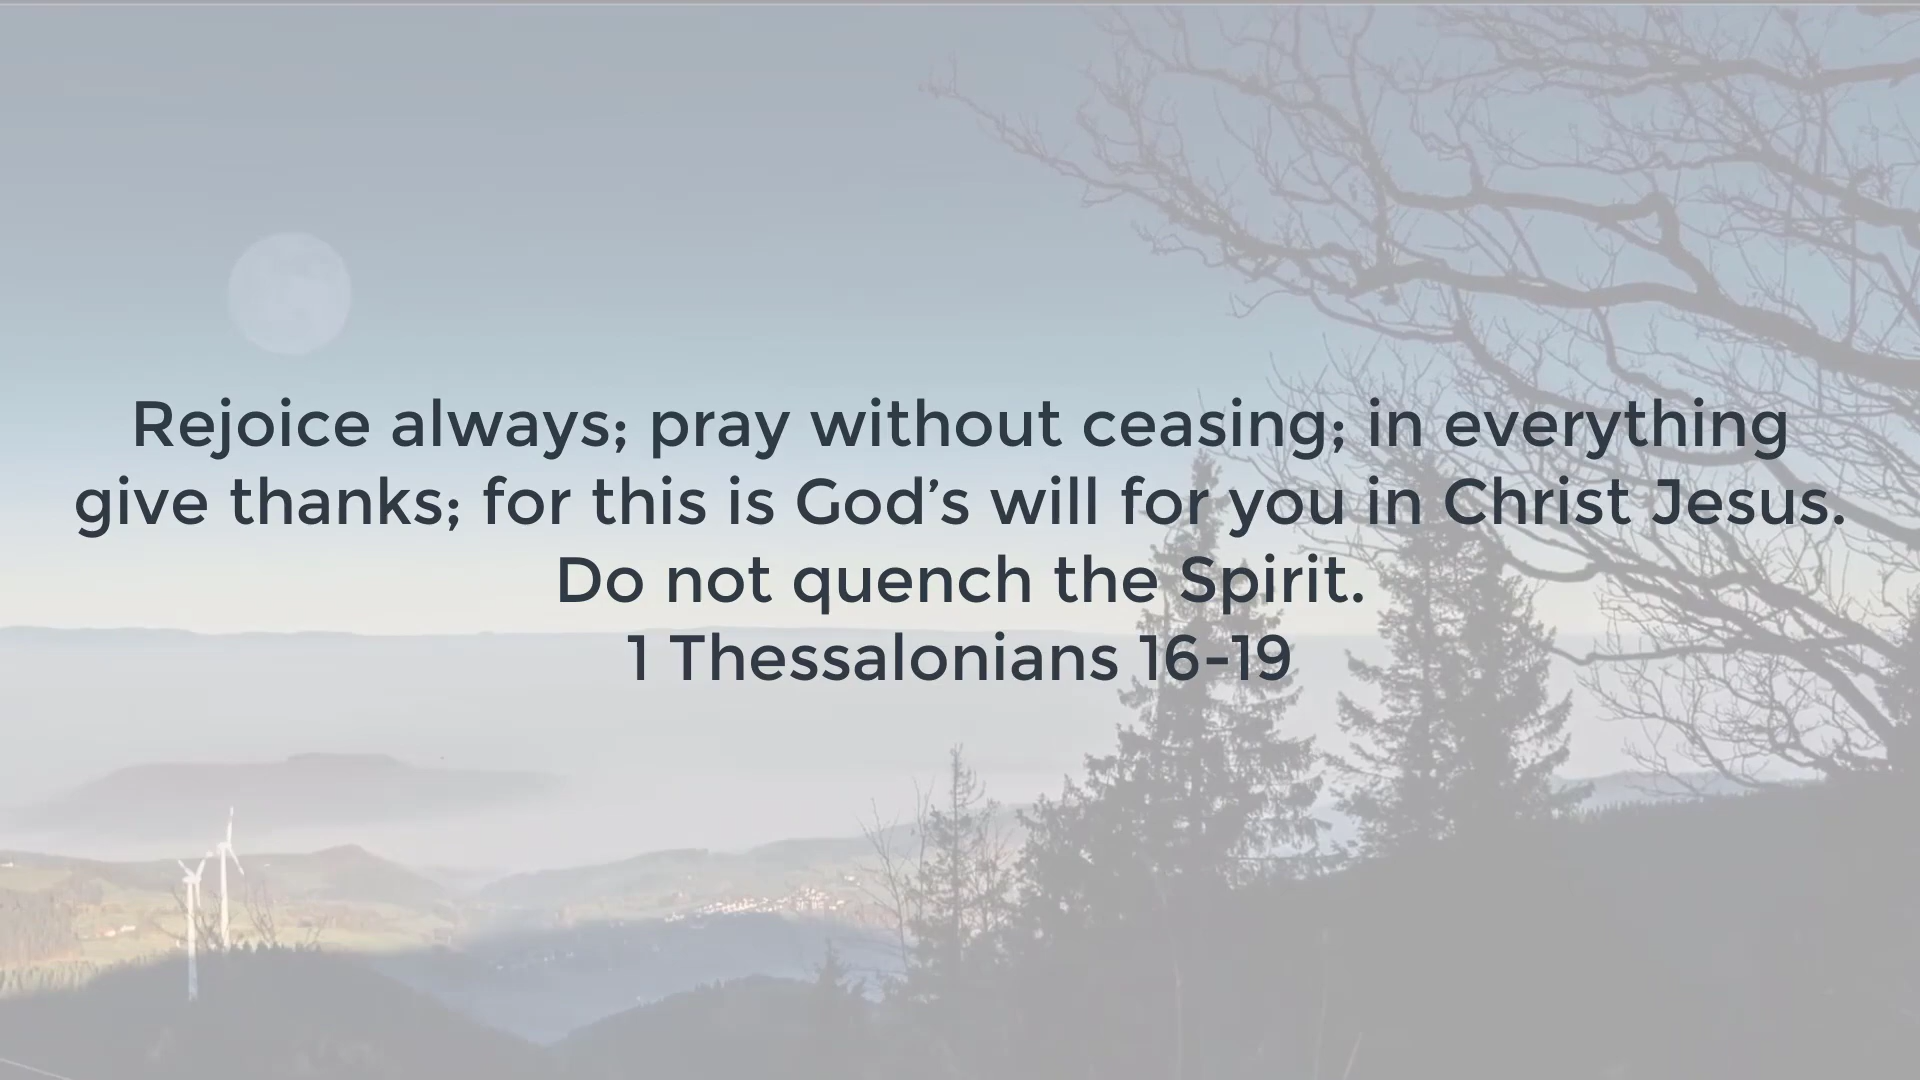 Rejoice always; pray without ceasing; in everything
give thanks; for this is God’s will for you in Christ Jesus.
Do not quench the Spirit.
1 Thessalonians 16-19